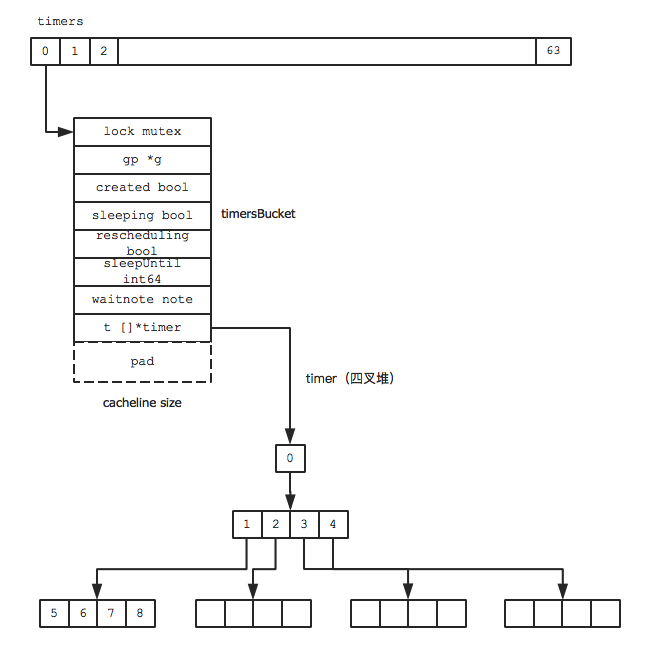 timers
0 1 2 63
lock mutex
gp *g
created bool
sleeping bool
timersBucket
rescheduling
bool
sleepUntil
int64
waitnote note
t []*timer
pad
timer（四叉堆）
cacheline size
0
1 2 3 4
5 6 7 8